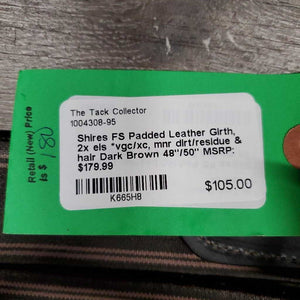 The Tack Collector
1004308-95
Shires FS Padded Leather Girth,
2x els *vgc/xc, mnr dirt/residue &
hair Dark Brown 48"/50" MSRP:
$179.99
$105.00
K665H8
Retail (New) Price
is $ 180